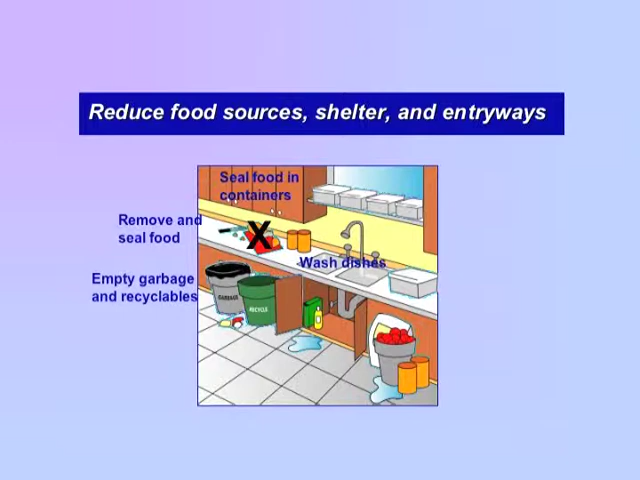 Reduce food sources, shelter, and entryways
Seal food in
containers
Remove and
seal food
X
Wash dishes
Empty garbage
and recyclables
GARBAGE
RECYCLE